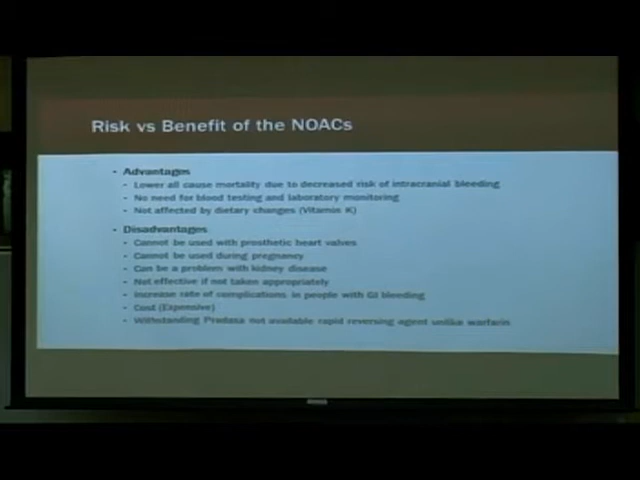 Risk vs Benefit of the NOACs
- Advantages
- Lower all cause mortality due to decreased risk of intracranial bleeding
- No need for blood testing and laboratory monitoring
- Not affected by dietary changes (Vitamin K)
- Disadvantages
- Cannot be used with prosthetic heart valves
- Cannot be used during pregnancy
- Can be a problem with kidney disease
- Not effective if not taken appropriately
- Increase rate of complications in people with GI bleeding
- Cost (Expensive)
- Withstanding Pradaxa not available rapid reversing agent unlike warfarin